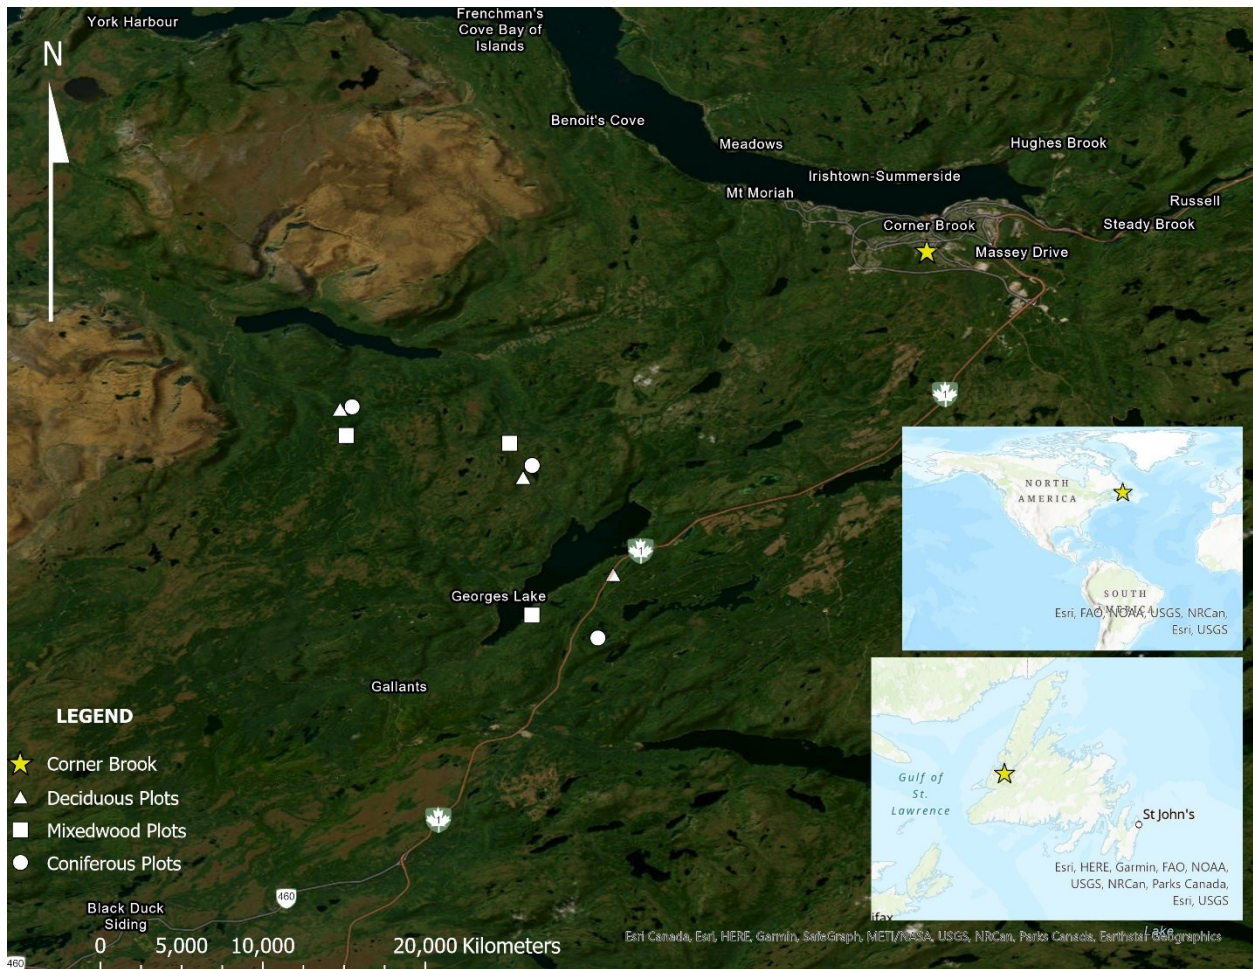 York Harbour
Frenchman's
Cove Bay of
Islands
N
Benoit's Cove
Meadows
Hughes Brook
Irishtown-Summerside
Mt Moriah
Russell
Corner Brook
Steady Brook
Massey Drive
1
NORTH
AMERICA
SOUTH
AMERICA
Esri, FAO, NOAA, USGS, NRCan,
Esri, USGS
1
Georges Lake
Gallants
LEGEND
Corner Brook
Deciduous Plots
Mixedwood Plots
Coniferous Plots
1
Gulf of
St.
Lawrence
St John's
Esri, HERE, Garmin, FAO, NOAA,
USGS, NRCan, Parks Canada,
Esri, USGS
ifax
460
Black Duck
Siding
0 5,000 10,000 20,000 Kilometers
Esri Canada, Esri, HERE, Garmin, SafeGraph, METI/NASA, USGS, NRCan, Parks Canada, Earthstar Geographics
Lake
460